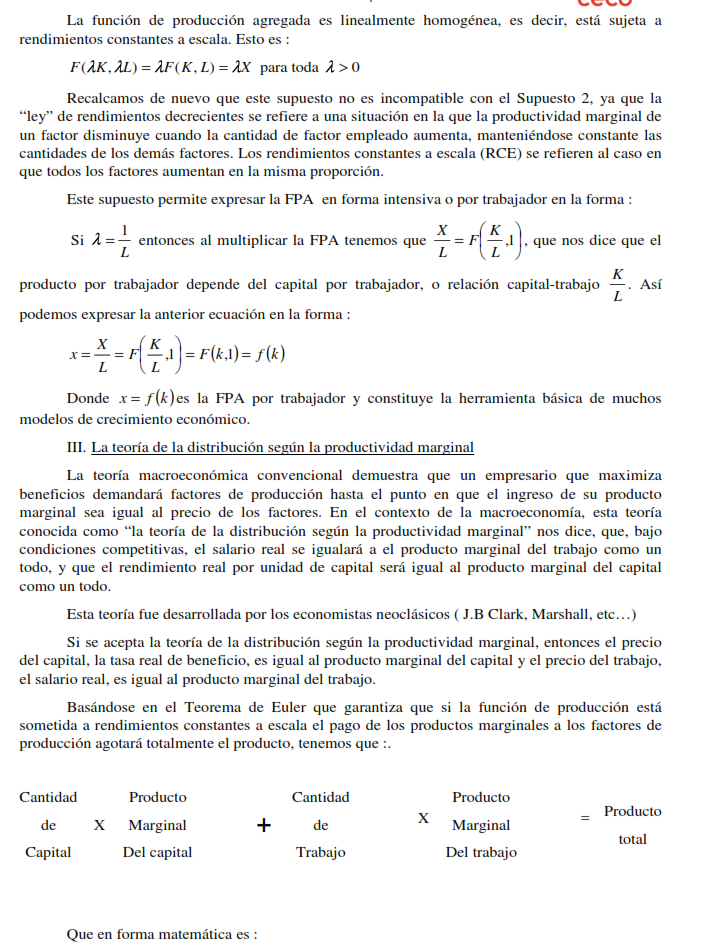 ceco
La función de producción agregada es linealmente homogénea, es decir, está sujeta a
rendimientos constantes a escala. Esto es :
F(λK, λL) = λF(K, L) = λX para toda λ > 0
Recalcamos de nuevo que este supuesto no es incompatible con el Supuesto 2, ya que la
“ley” de rendimientos decrecientes se refiere a una situación en la que la productividad marginal de
un factor disminuye cuando la cantidad de factor empleado aumenta, manteniéndose constante las
cantidades de los demás factores. Los rendimientos constantes a escala (RCE) se refieren al caso en
que todos los factores aumentan en la misma proporción.
Este supuesto permite expresar la FPA en forma intensiva o por trabajador en la forma :
Si λ = 1/L entonces al multiplicar la FPA tenemos que X/L = F(K/L ,1), que nos dice que el
producto por trabajador depende del capital por trabajador, o relación capital-trabajo K/L. Así
podemos expresar la anterior ecuación en la forma :
x = X/L = F(K/L ,1) = F(k,1) = f(k)
Donde x = f(k)es la FPA por trabajador y constituye la herramienta básica de muchos
modelos de crecimiento económico.
III. La teoría de la distribución según la productividad marginal
La teoría macroeconómica convencional demuestra que un empresario que maximiza
beneficios demandará factores de producción hasta el punto en que el ingreso de su producto
marginal sea igual al precio de los factores. En el contexto de la macroeconomía, esta teoría
conocida como “la teoría de la distribución según la productividad marginal” nos dice, que, bajo
condiciones competitivas, el salario real se igualará a el producto marginal del trabajo como un
todo, y que el rendimiento real por unidad de capital será igual al producto marginal del capital
como un todo.
Esta teoría fue desarrollada por los economistas neoclásicos ( J.B Clark, Marshall, etc…)
Si se acepta la teoría de la distribución según la productividad marginal, entonces el precio
del capital, la tasa real de beneficio, es igual al producto marginal del capital y el precio del trabajo,
el salario real, es igual al producto marginal del trabajo.
Basándose en el Teorema de Euler que garantiza que si la función de producción está
sometida a rendimientos constantes a escala el pago de los productos marginales a los factores de
producción agotará totalmente el producto, tenemos que :.
Cantidad Producto Cantidad Producto
de X Marginal + de X Marginal = Producto
Capital Del capital Trabajo Del trabajo total
Que en forma matemática es :